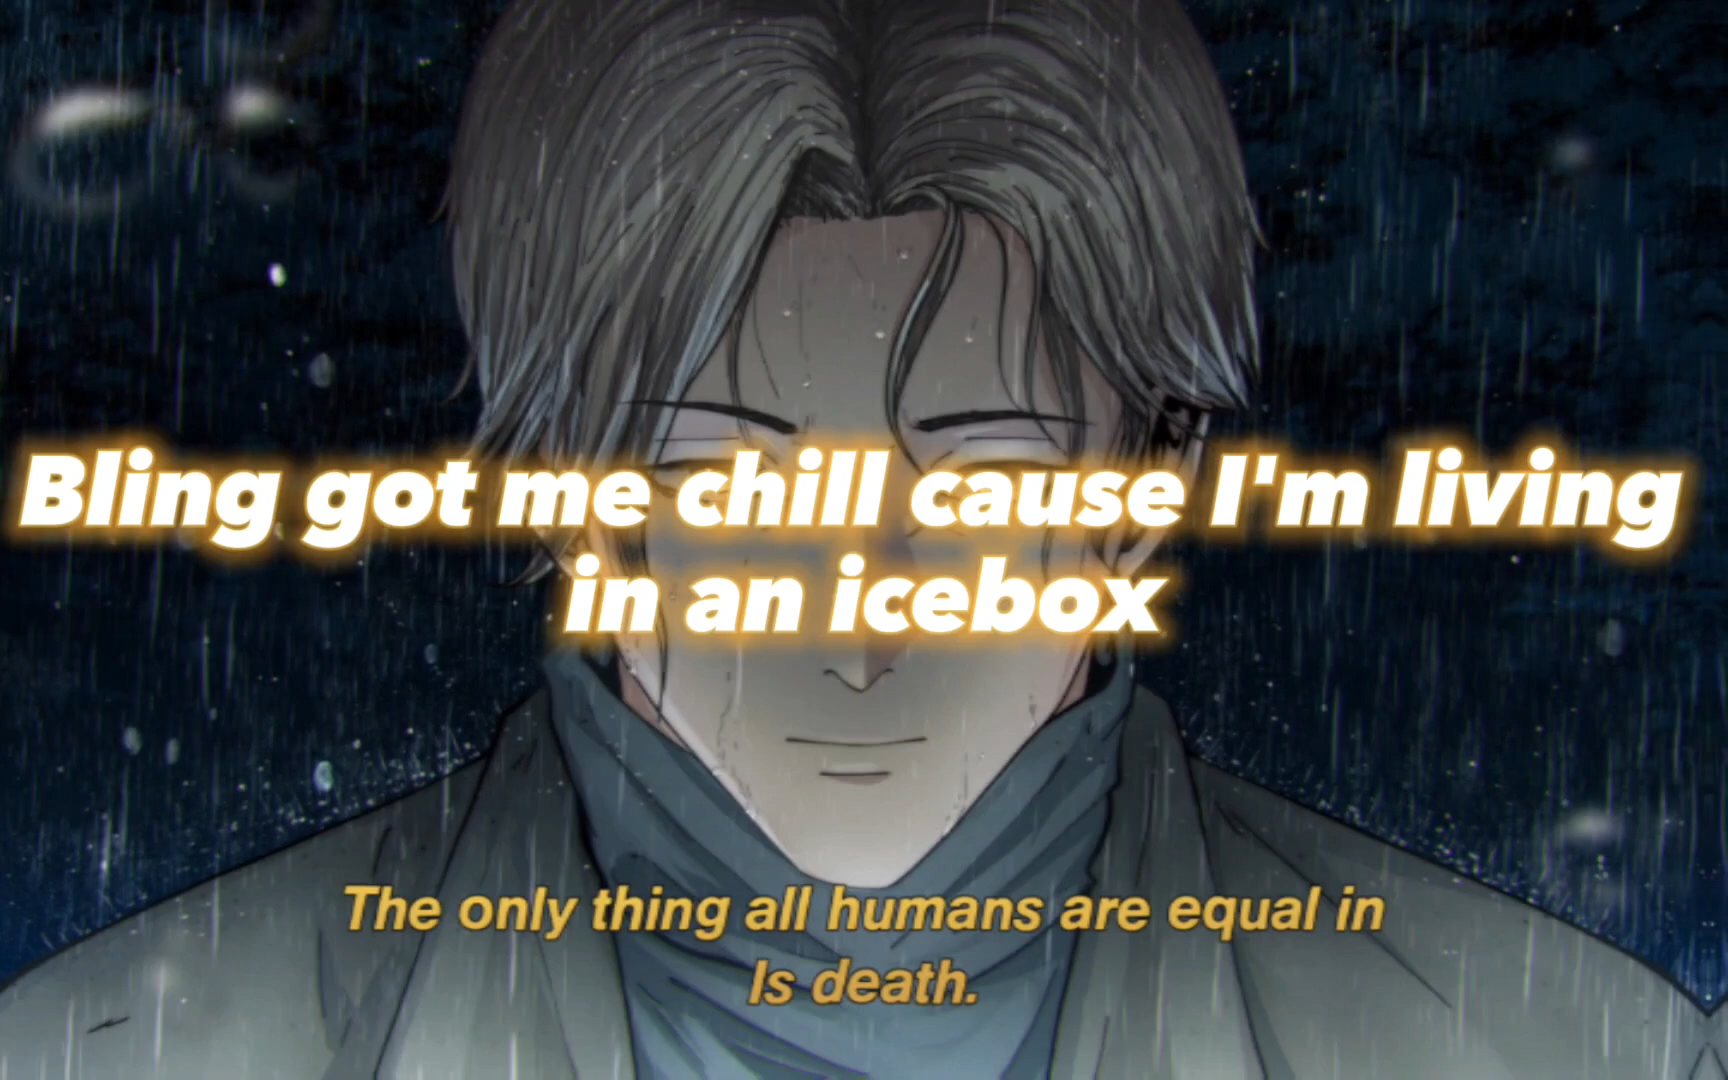 Bling got me chill cause I'm living
in an icebox
The only thing all humans are equal in
Is death.